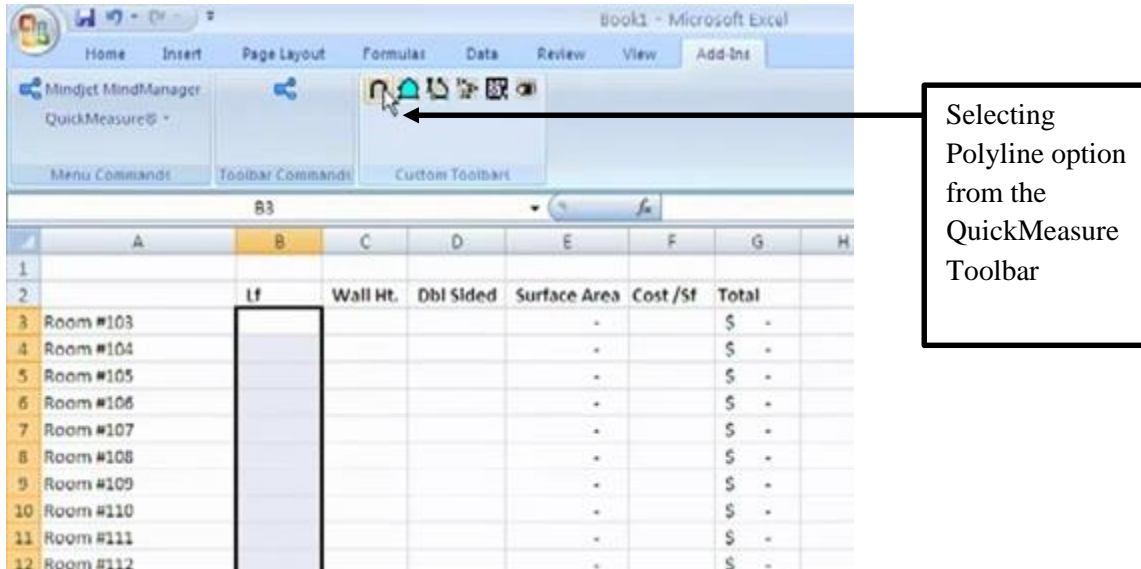 Book1 - Microsoft Excel
Home Insert Page Layout Formulas Data Review View Add-Ins
Mindjet MindManager
QuickMeasure®
Menu Commands Toolbar Commands Custom Toolbars
B3 fx
A B C D E F G H
1
2 Lf Wall Ht. Dbl Sided Surface Area Cost /Sf Total
3 Room #103 - $ -
4 Room #104 - $ -
5 Room #105 - $ -
6 Room #106 - $ -
7 Room #107 - $ -
8 Room #108 - $ -
9 Room #109 - $ -
10 Room #110 - $ -
11 Room #111 - $ -
12 Room #112 - $ -
Selecting
Polyline option
from the
QuickMeasure
Toolbar